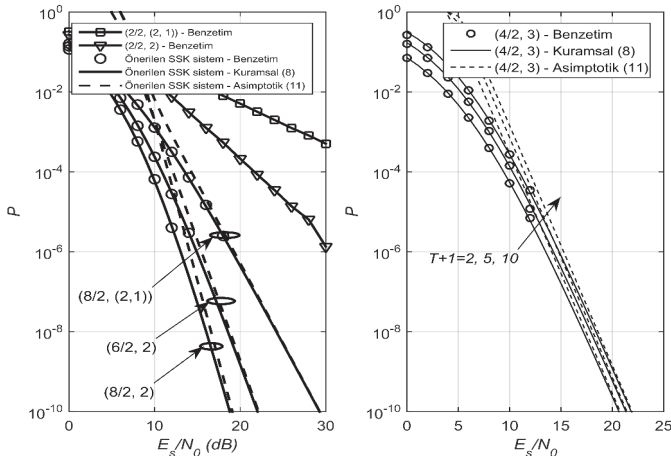 (2/2, (2, 1)) - Benzetim
(2/2, 2) - Benzetim
Önerilen SSK sistem - Benzetim
Önerilen SSK sistem - Kuramsal (8)
Önerilen SSK sistem - Asimptotik (11)
10^0
10^-2
10^-4
10^-6
10^-8
10^-10
P
(8/2, (2,1))
(6/2, 2)
(8/2, 2)
0 10 20 30
E_s/N_0 (dB)
(4/2, 3) - Benzetim
(4/2, 3) - Kuramsal (8)
(4/2, 3) - Asimptotik (11)
10^0
10^-2
10^-4
10^-6
10^-8
10^-10
P
T+1=2, 5, 10
0 5 10 15 20 25
E_s/N_0